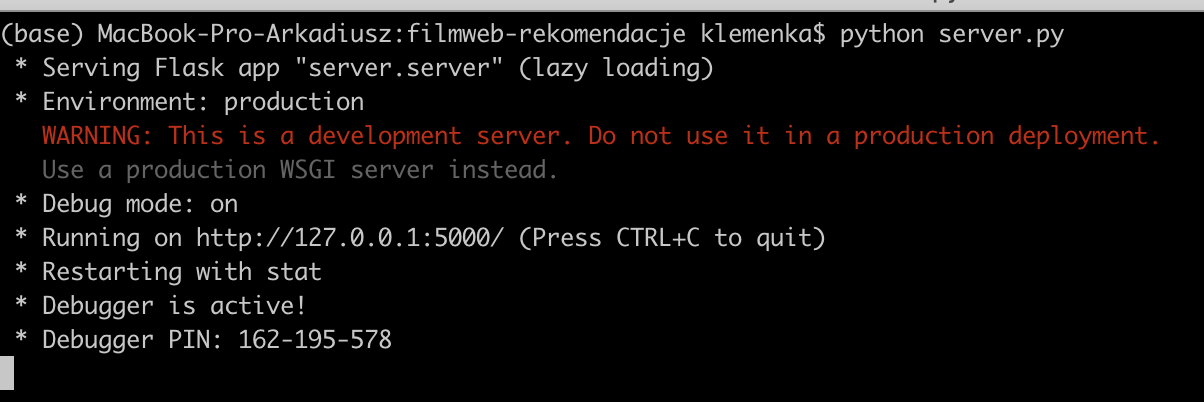 (base) MacBook-Pro-Arkadiusz:filmweb-rekomendacje klemenka$ python server.py
* Serving Flask app "server.server" (lazy loading)
* Environment: production
WARNING: This is a development server. Do not use it in a production deployment.
Use a production WSGI server instead.
* Debug mode: on
* Running on http://127.0.0.1:5000/ (Press CTRL+C to quit)
* Restarting with stat
* Debugger is active!
* Debugger PIN: 162-195-578